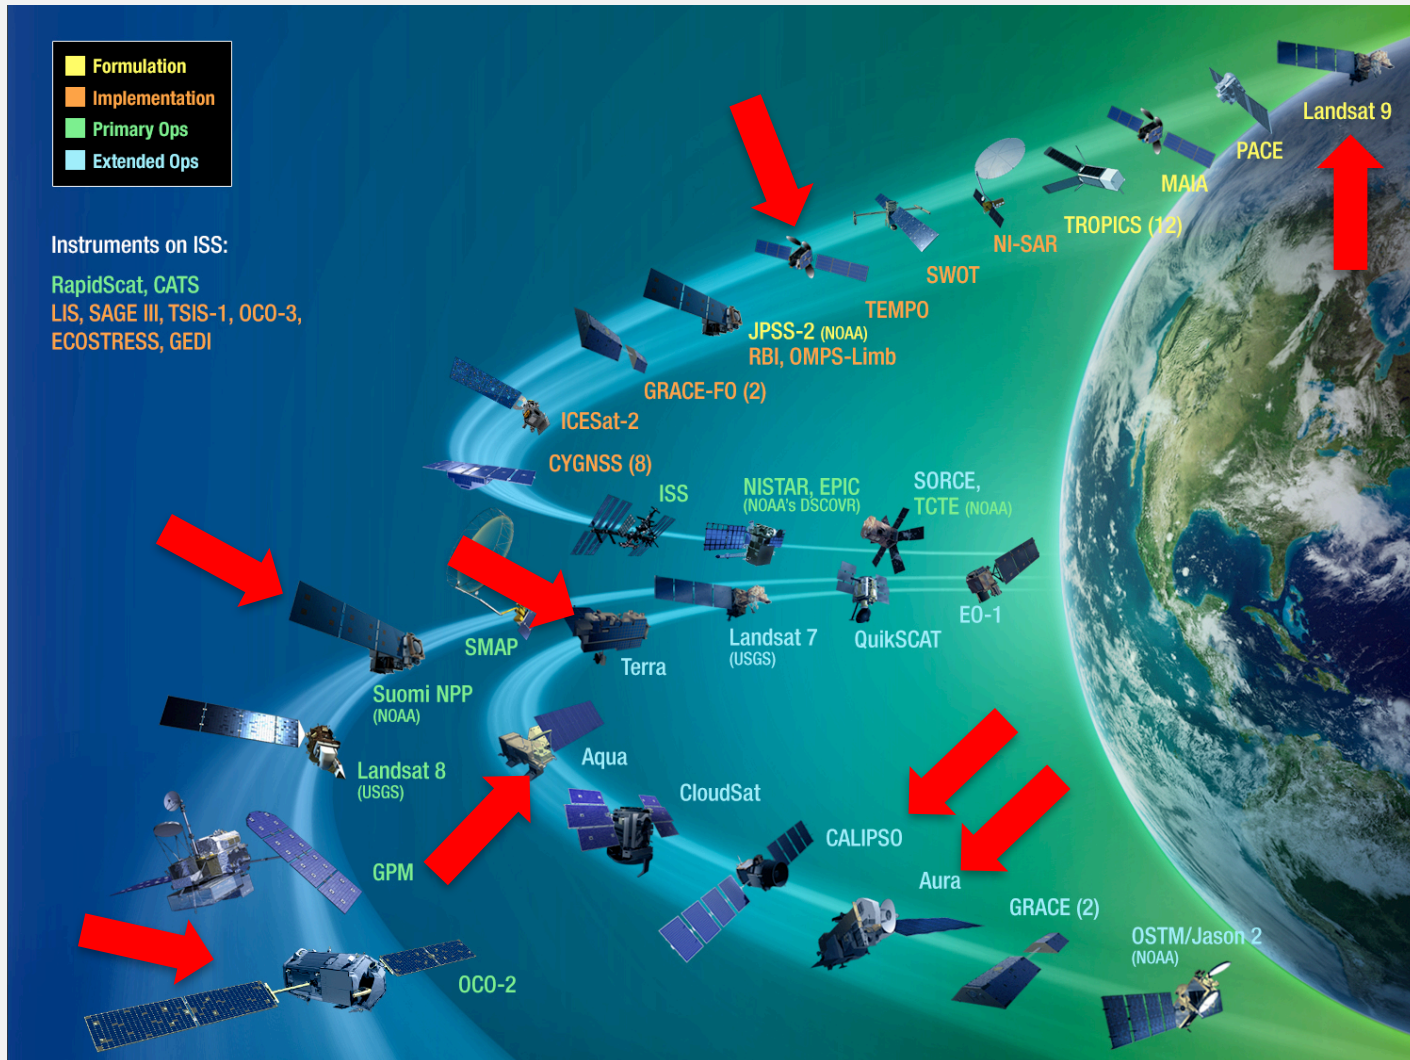 Formulation
Implementation
Primary Ops
Extended Ops
Instruments on ISS:
RapidScat, CATS
LIS, SAGE III, TSIS-1, OCO-3,
ECOSTRESS, GEDI
Landsat 9
PACE
MAIA
TROPICS (12)
NI-SAR
SWOT
TEMPO
JPSS-2 (NOAA)
RBI, OMPS-Limb
GRACE-FO (2)
ICESat-2
CYGNSS (8)
ISS
NISTAR, EPIC
(NOAA's DSCOVR)
SORCE,
TCTE (NOAA)
EO-1
QuikSCAT
Landsat 7
(USGS)
Terra
SMAP
Suomi NPP
(NOAA)
Landsat 8
(USGS)
GPM
OCO-2
Aqua
CloudSat
CALIPSO
Aura
GRACE (2)
OSTM/Jason 2
(NOAA)